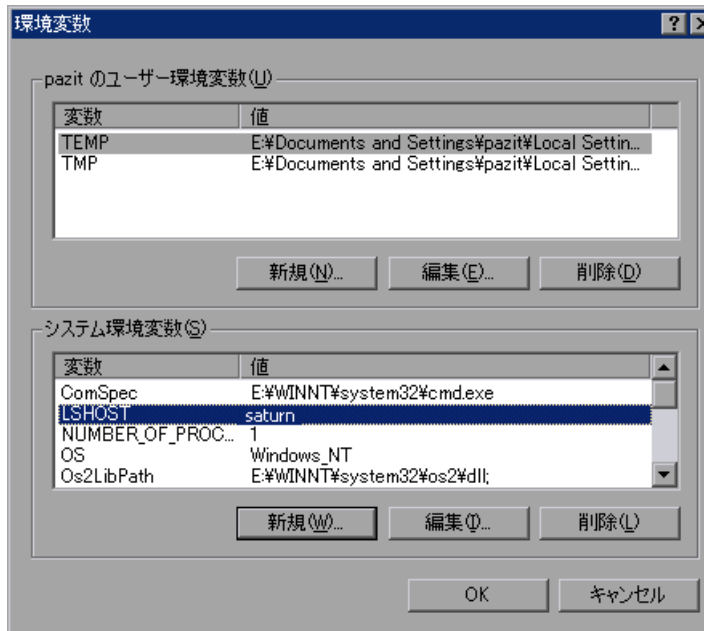 環境変数
pazit のユーザー環境変数(U)
変数 値
TEMP E:¥Documents and Settings¥pazit¥Local Settin...
TMP E:¥Documents and Settings¥pazit¥Local Settin...
新規(N)... 編集(E)... 削除(D)
システム環境変数(S)
変数 値
ComSpec E:¥WINNT¥system32¥cmd.exe
LSHOST saturn
NUMBER_OF_PROC... 1
OS Windows_NT
Os2LibPath E:¥WINNT¥system32¥os2¥dll;
新規(W)... 編集(I)... 削除(L)
OK キャンセル